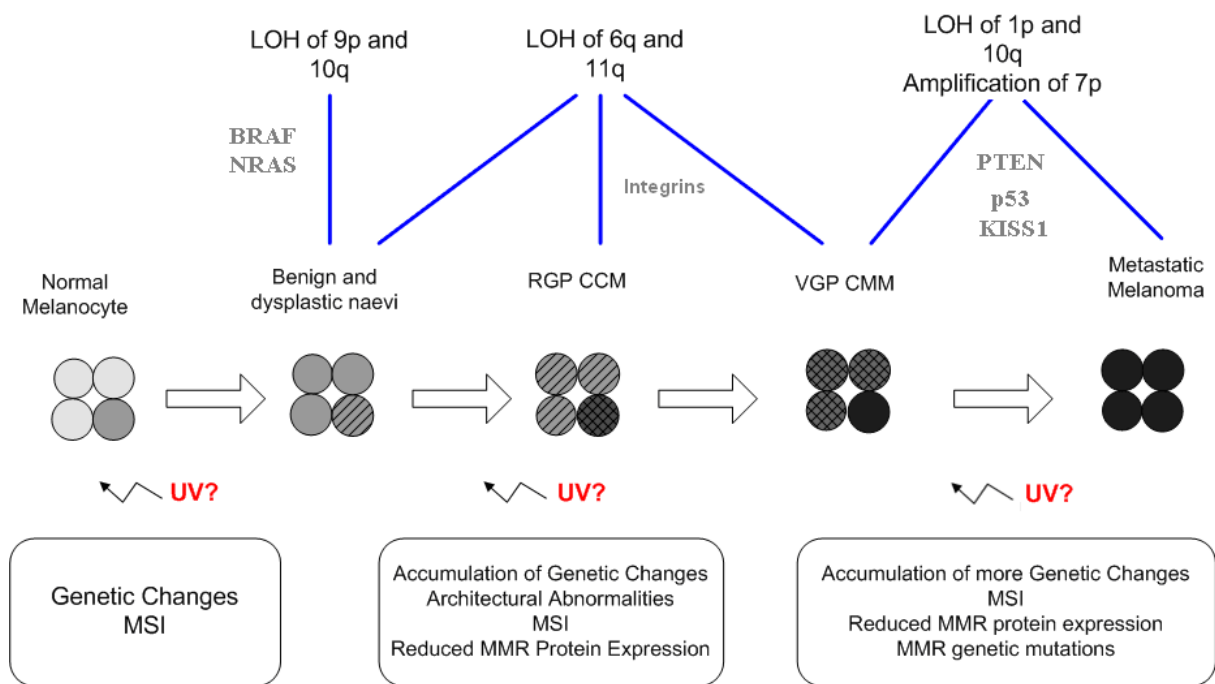 LOH of 9p and
10q
LOH of 6q and
11q
LOH of 1p and
10q
Amplification of 7p
BRAF
NRAS
Integrins
PTEN
p53
KISS1
Normal
Melanocyte
Benign and
dysplastic naevi
RGP CCM
VGP CMM
Metastatic
Melanoma
UV?
UV?
UV?
Genetic Changes
MSI
Accumulation of Genetic Changes
Architectural Abnormalities
MSI
Reduced MMR Protein Expression
Accumulation of more Genetic Changes
MSI
Reduced MMR protein expression
MMR genetic mutations